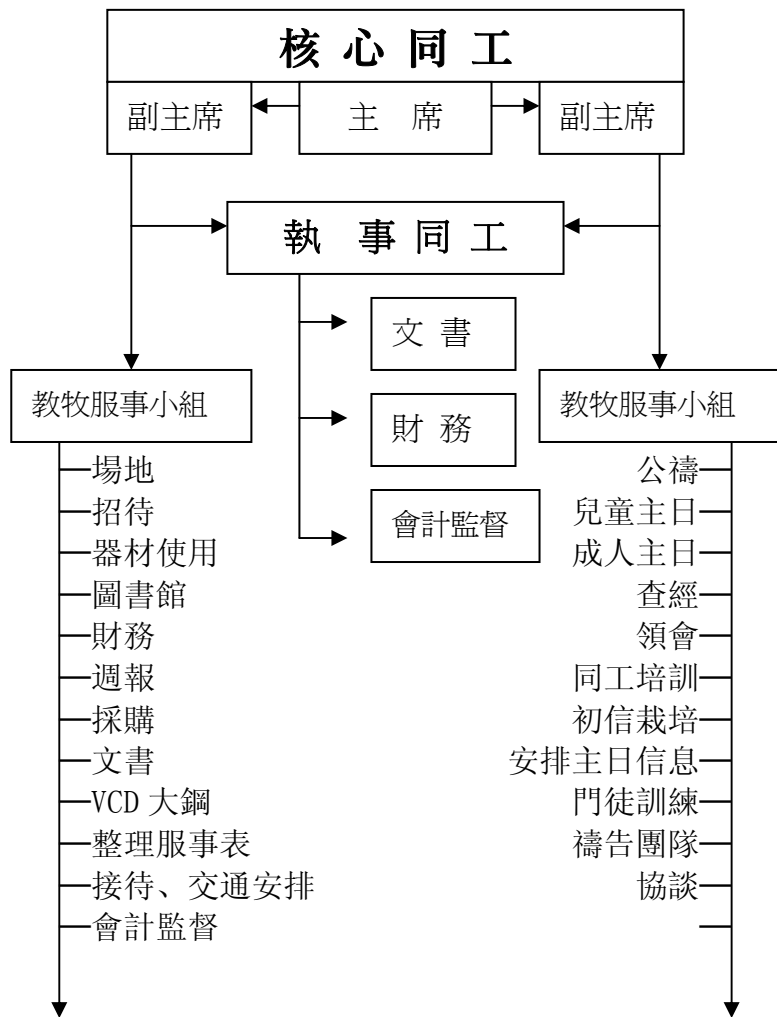 核 心 同 工
副主席
主 席
副主席
執 事 同 工
文 書
財 務
會計監督
教牧服事小組
場地
招待
器材使用
圖書館
財務
週報
採購
文書
VCD 大鋼
整理服事表
接待、交通安排
會計監督
教牧服事小組
公禱
兒童主日
成人主日
查經
領會
同工培訓
初信栽培
安排主日信息
門徒訓練
禱告團隊
協談